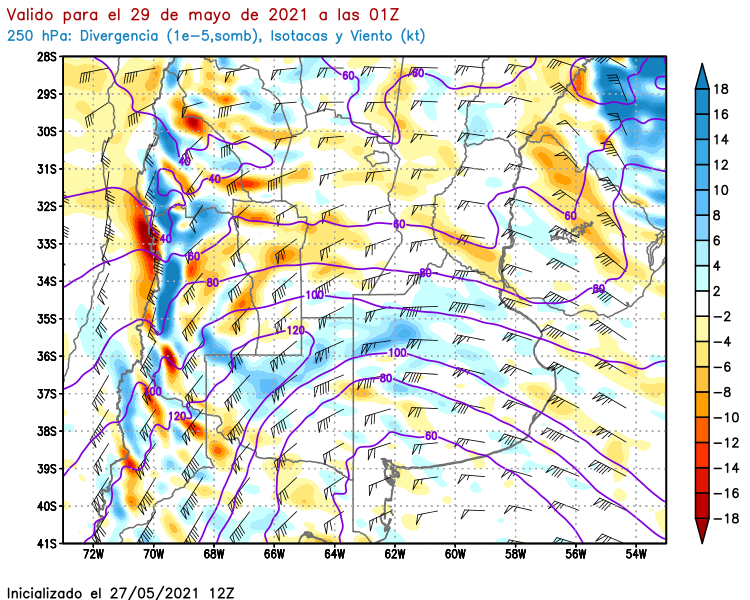 Valido para el 29 de mayo de 2021 a las 01Z
250 hPa: Divergencia (1e−5,somb), Isotacas y Viento (kt)
28S
29S
30S
31S
32S
33S
34S
35S
36S
37S
38S
39S
40S
41S
72W 70W 68W 66W 64W 62W 60W 58W 56W 54W
60 60
40
40
60
60
40
60
80
80
80
100
120
100
80
100
120
60
18
16
14
12
10
8
6
4
2
−2
−4
−6
−8
−10
−12
−14
−16
−18
Inicializado el 27/05/2021 12Z